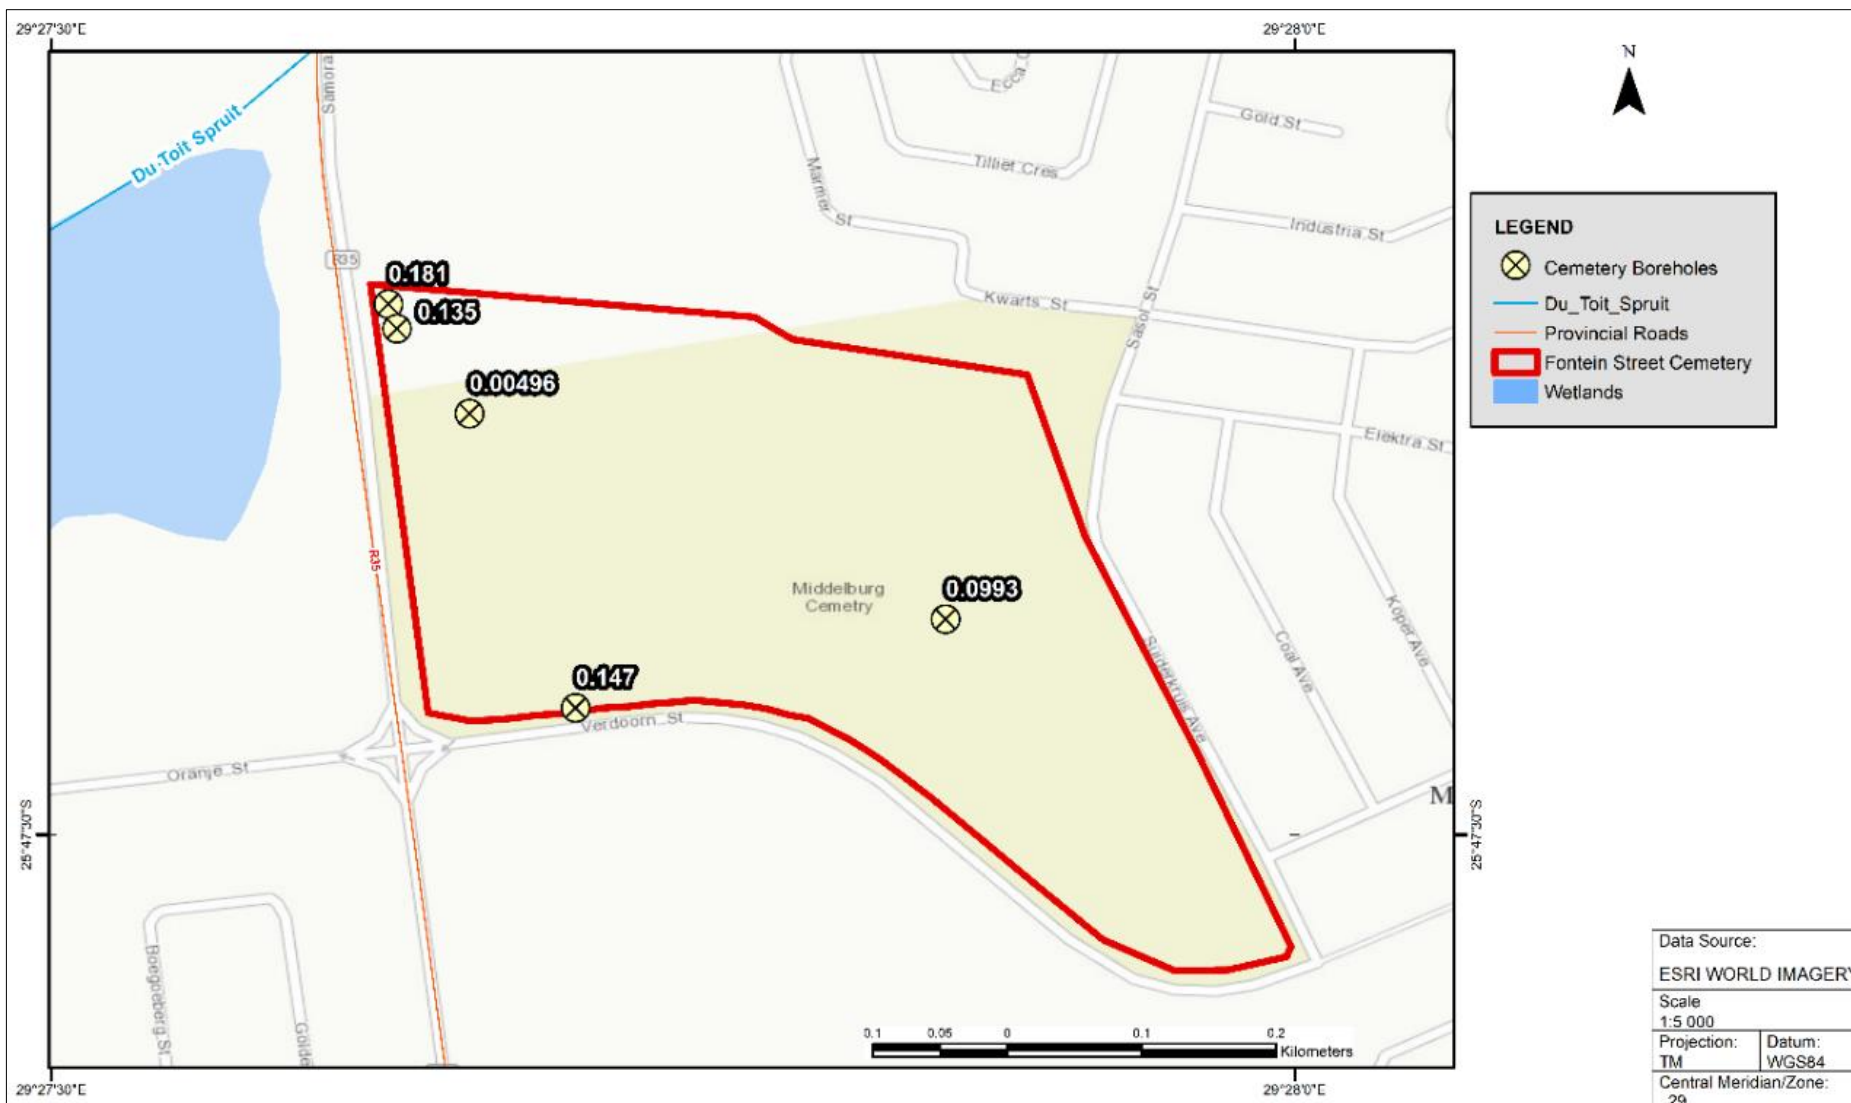 29°27'30"E
29°28'0"E
N
Samora
Ecca
Gold St
Du Toit Spruit
Tilliet Cres
Marmer St
Industria St
LEGEND
Cemetery Boreholes
Du_Toit_Spruit
Provincial Roads
Fontein Street Cemetery
Wetlands
R35
0.181
0.135
Kwarts St
Sasol St
0.00496
Elektra St
R35
Middelburg
Cemetry
0.0993
Koper Ave
Coal Ave
Suiderkruis Ave
0.147
Verdoorn St
Oranje St
M
25°47'30"S
25°47'30"S
Boegoeberg St
Golde
0.1
0.05
0
0.1
0.2
Kilometers
Data Source:
ESRI WORLD IMAGERY
Scale
1:5 000
Projection:
TM
Datum:
WGS84
Central Meridian/Zone:
29
29°27'30"E
29°28'0"E